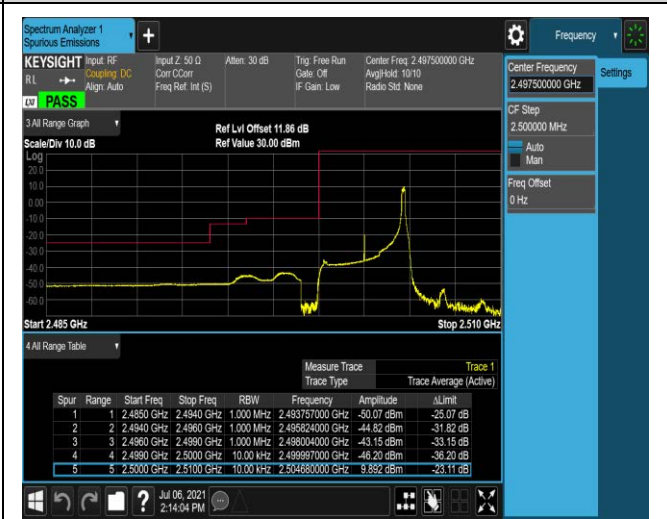 Spectrum Analyzer 1
Spurious Emissions
Frequency
KEYSIGHT Input: RF Input Z: 50 Ω Atten: 30 dB Trig: Free Run Center Freq: 2.497500000 GHz
RL Coupling: DC Corr CCorr Gate: Off Avg|Hold: 10/10
Align: Auto Freq Ref: Int (S) IF Gain: Low Radio Std: None
LXI PASS
Center Frequency
2.497500000 GHz
Settings
CF Step
2.500000 MHz
Auto
Man
Freq Offset
0 Hz
3 All Range Graph
Ref Lvl Offset 11.86 dB
Scale/Div 10.0 dB Ref Value 30.00 dBm
Log
20.0
10.0
0.00
-10.0
-20.0
-30.0
-40.0
-50.0
-60.0
Start 2.485 GHz Stop 2.510 GHz
4 All Range Table
Measure Trace Trace 1
Trace Type Trace Average (Active)
Spur Range Start Freq Stop Freq RBW Frequency Amplitude ΔLimit
1 1 2.4850 GHz 2.4940 GHz 1.000 MHz 2.493757000 GHz -50.07 dBm -25.07 dB
2 2 2.4940 GHz 2.4960 GHz 1.000 MHz 2.495824000 GHz -44.82 dBm -31.82 dB
3 3 2.4960 GHz 2.4990 GHz 1.000 MHz 2.498004000 GHz -43.15 dBm -33.15 dB
4 4 2.4990 GHz 2.5000 GHz 10.00 kHz 2.499997000 GHz -46.20 dBm -36.20 dB
5 5 2.5000 GHz 2.5100 GHz 10.00 kHz 2.504680000 GHz 9.892 dBm -23.11 dB
Jul 06, 2021
2:14:04 PM